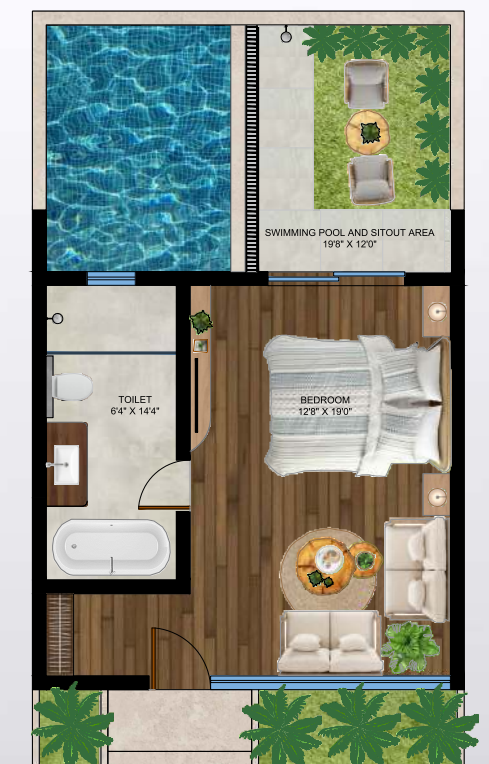 SWIMMING POOL AND SITOUT AREA
19'8" X 12'0"
TOILET
6'4" X 14'4"
BEDROOM
12'8" X 19'0"